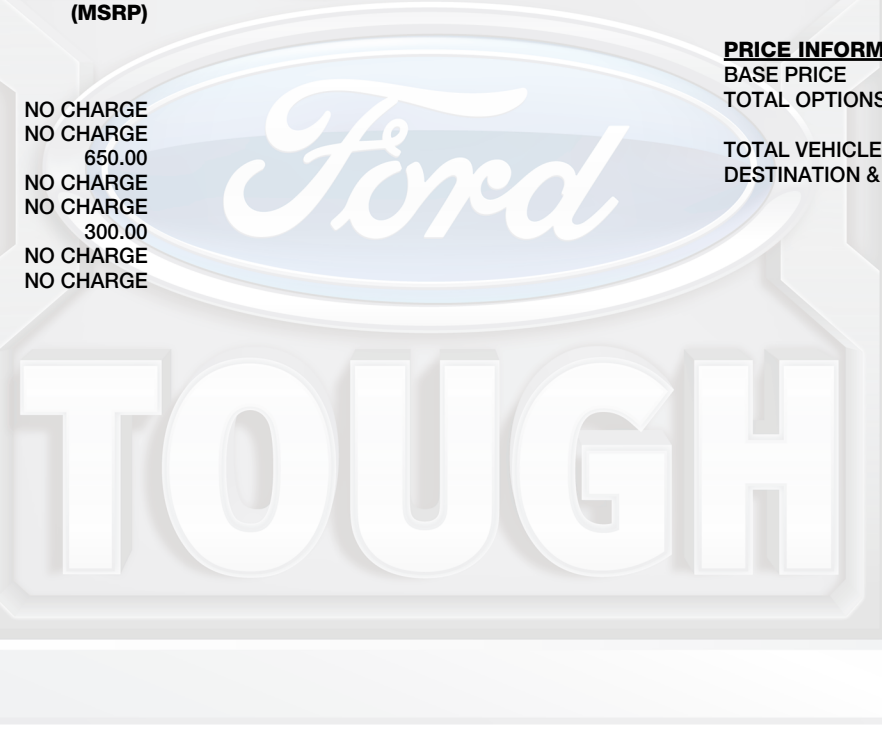 (MSRP)
NO CHARGE
NO CHARGE
650.00
NO CHARGE
NO CHARGE
300.00
NO CHARGE
NO CHARGE
PRICE INFORM
BASE PRICE
TOTAL OPTIONS
TOTAL VEHICLE
DESTINATION &
Ford
TOUGH